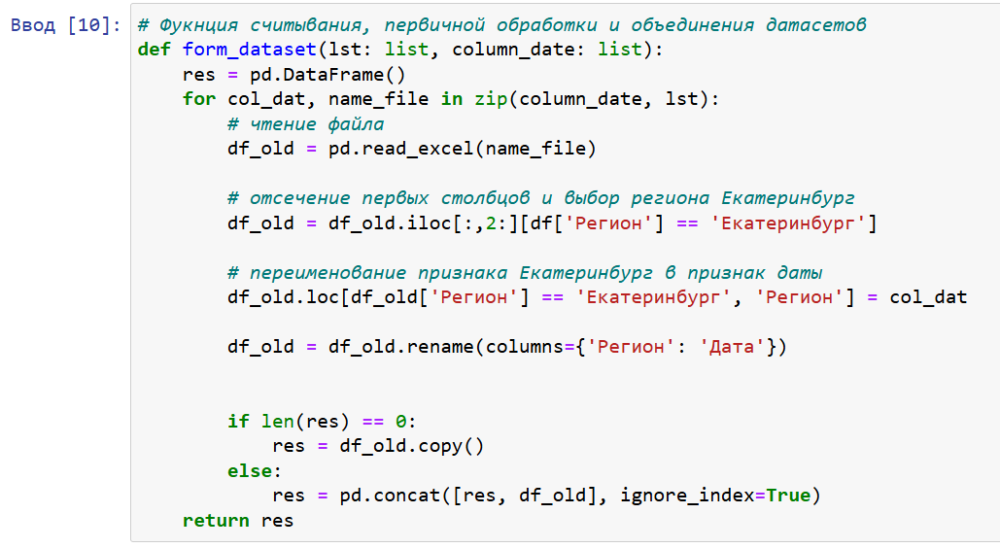 Ввод [10]: # Фукнция считывания, первичной обработки и объединения датасетов
def form_dataset(lst: list, column_date: list):
    res = pd.DataFrame()
    for col_dat, name_file in zip(column_date, lst):
        # чтение файла
        df_old = pd.read_excel(name_file)

        # отсечение первых столбцов и выбор региона Екатеринбург
        df_old = df_old.iloc[:,2:][df['Регион'] == 'Екатеринбург']

        # переименование признака Екатеринбург в признак даты
        df_old.loc[df_old['Регион'] == 'Екатеринбург', 'Регион'] = col_dat

        df_old = df_old.rename(columns={'Регион': 'Дата'})


        if len(res) == 0:
            res = df_old.copy()
        else:
            res = pd.concat([res, df_old], ignore_index=True)
    return res